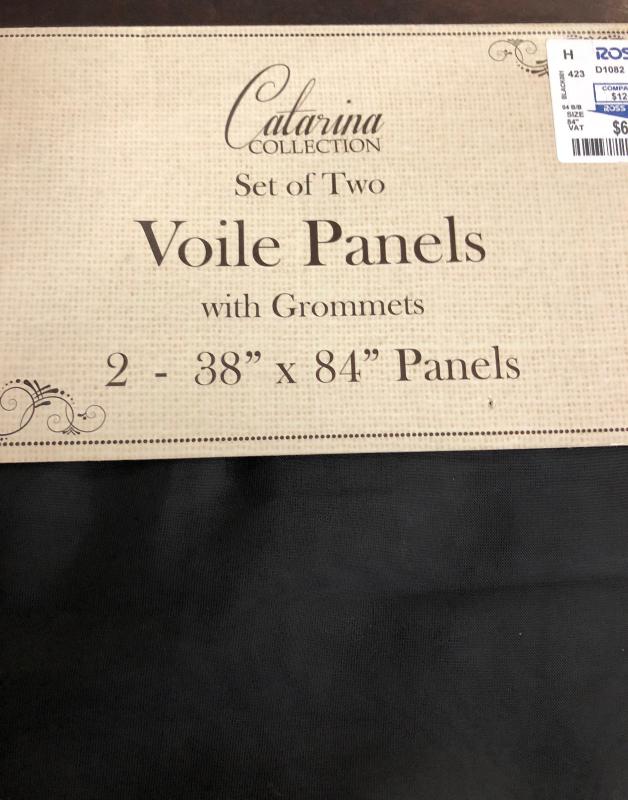 Catarina
COLLECTION
Set of Two
Voile Panels
with Grommets
2 - 38” x 84” Panels
H
423
D1082
COMPA
$12
ROSS
94 B/B
SIZE
84"
VAT
$6